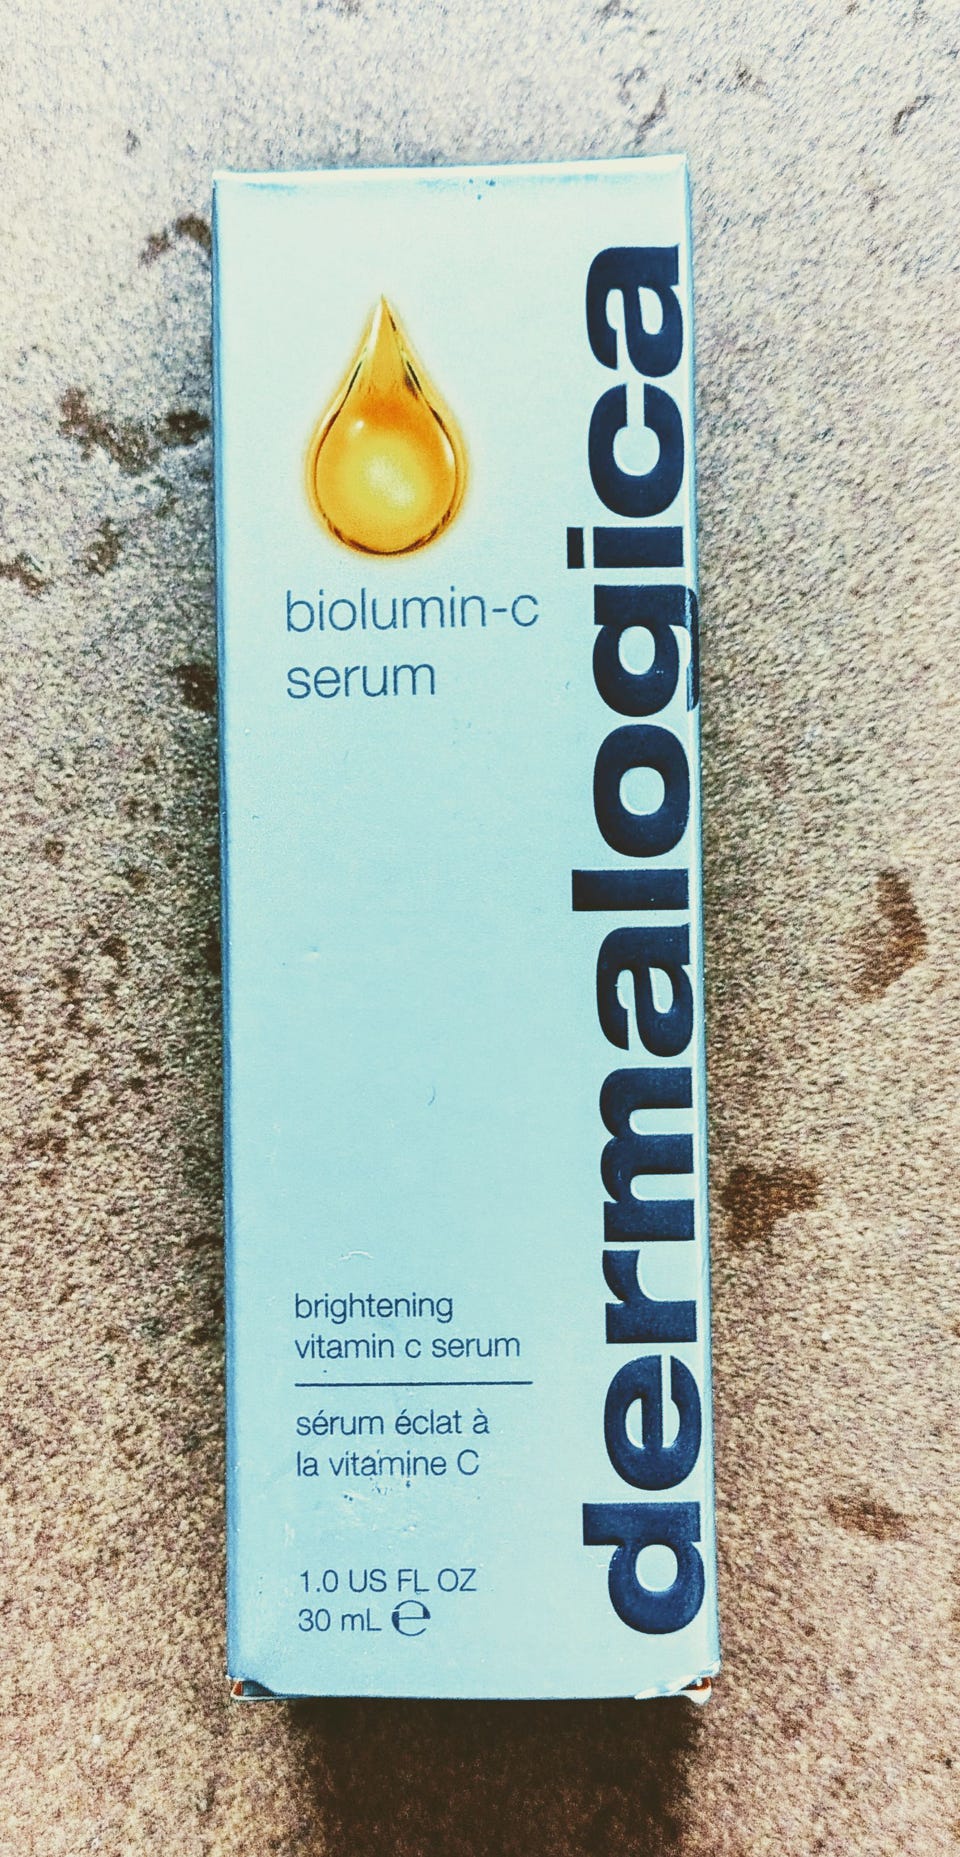 biolumin-c
serum
dermalogica
brightening
vitamin c serum
sérum éclat à
la vitamine C
1.0 US FL OZ
30 mL ℮